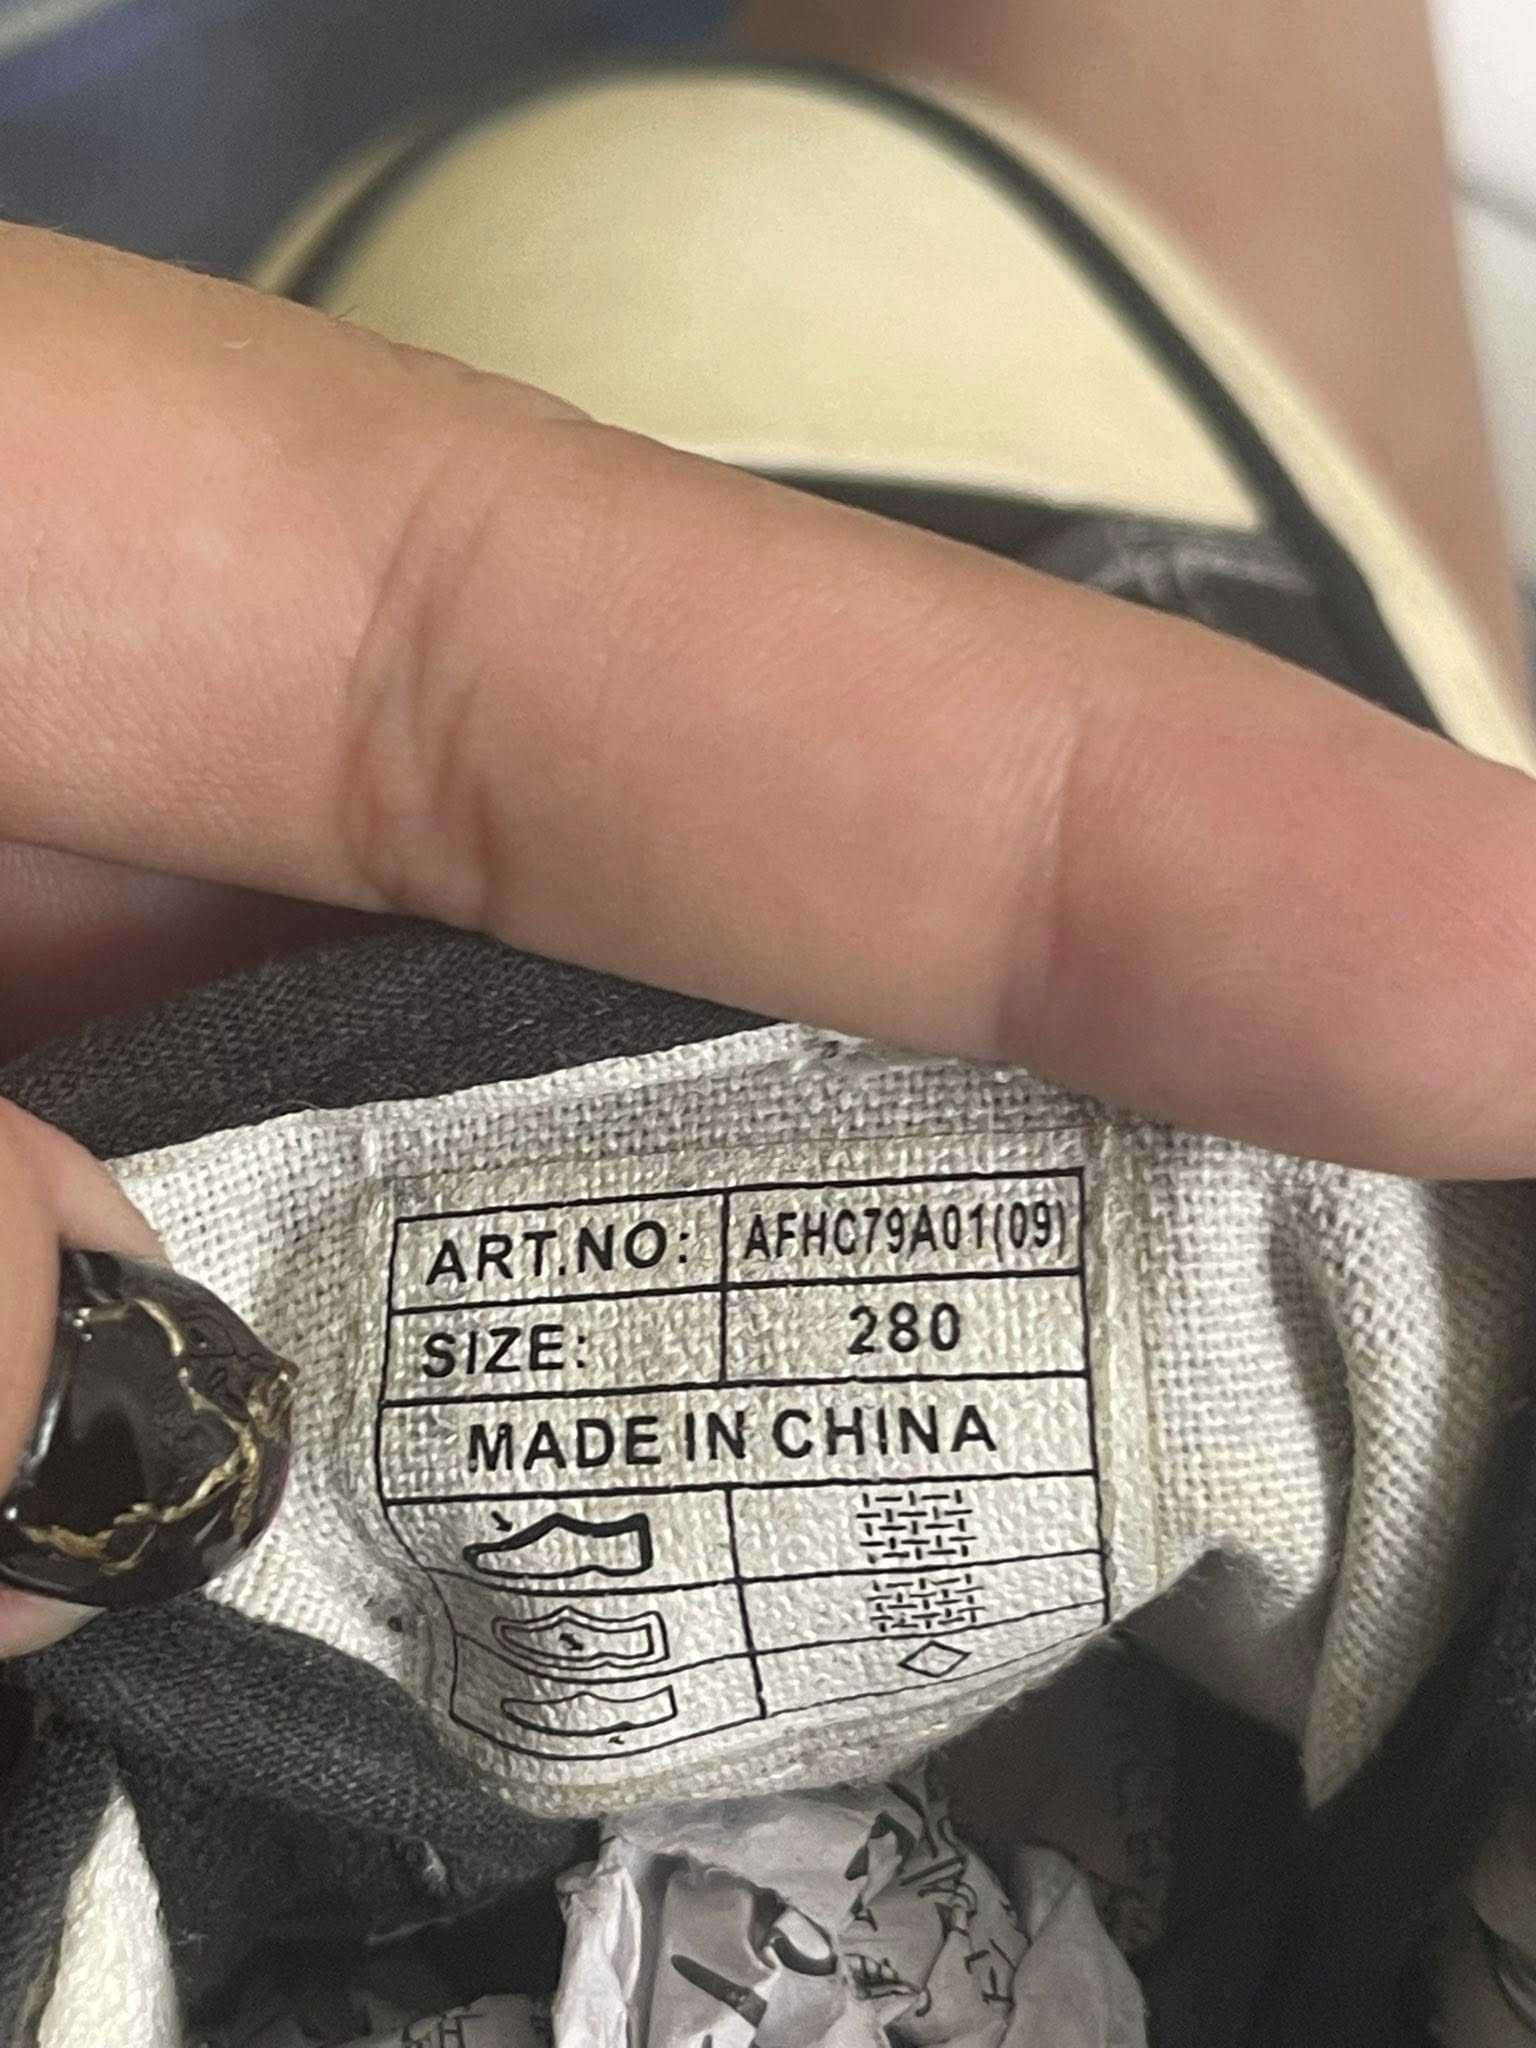 ART.NO: AFHC79A01(09)
SIZE: 280
MADE IN CHINA